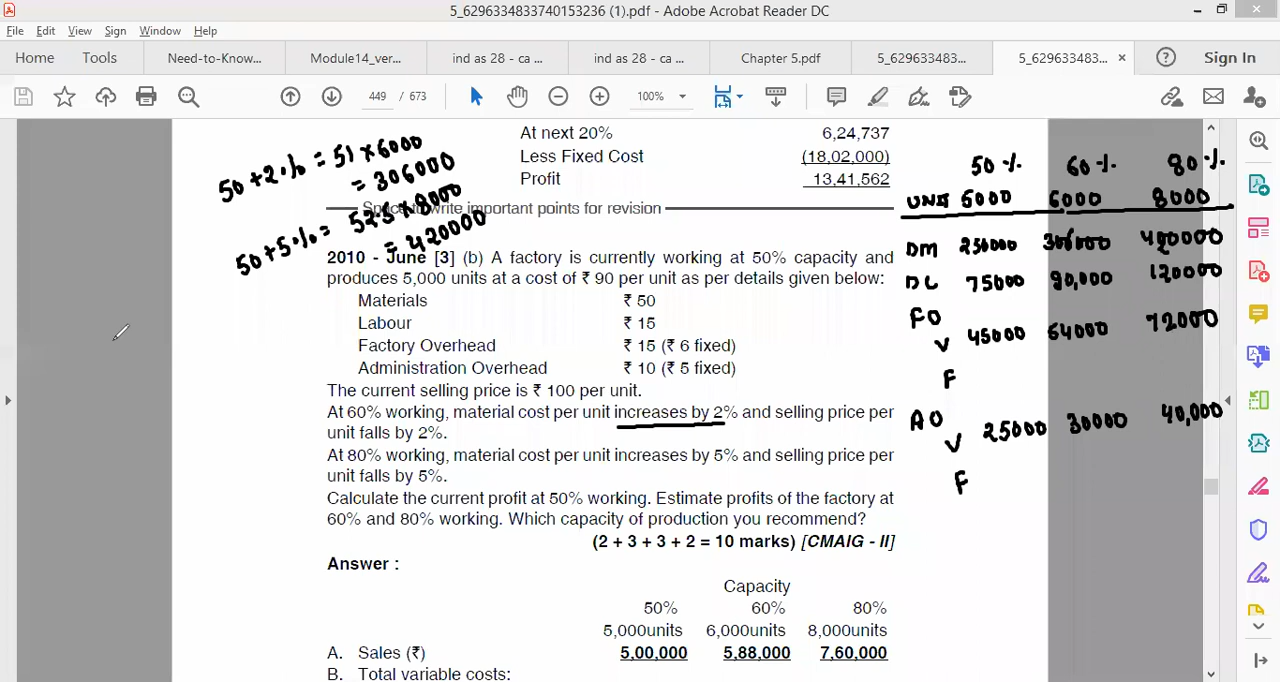 5_6296334833740153236 (1).pdf - Adobe Acrobat Reader DC
File Edit View Sign Window Help
Home Tools Need-to-Know... Module14_ver... ind as 28 - ca ... ind as 28 - ca ... Chapter 5.pdf 5_629633483... 5_629633483... × Sign In
449 / 673 100%
At next 20% 6,24,737
Less Fixed Cost (18,02,000)
Profit 13,41,562
Space to write important points for revision
50 + 2% = 51 × 6000
= 306000
50 + 5% = 52.5 × 8000
= 420000
2010 - June [3] (b) A factory is currently working at 50% capacity and
produces 5,000 units at a cost of ₹ 90 per unit as per details given below:
Materials ₹ 50
Labour ₹ 15
Factory Overhead ₹ 15 (₹ 6 fixed)
Administration Overhead ₹ 10 (₹ 5 fixed)
The current selling price is ₹ 100 per unit.
At 60% working, material cost per unit increases by 2% and selling price per
unit falls by 2%.
At 80% working, material cost per unit increases by 5% and selling price per
unit falls by 5%.
Calculate the current profit at 50% working. Estimate profits of the factory at
60% and 80% working. Which capacity of production you recommend?
(2 + 3 + 3 + 2 = 10 marks) [CMAIG - II]
Answer :
Capacity
50% 60% 80%
5,000units 6,000units 8,000units
A. Sales (₹) 5,00,000 5,88,000 7,60,000
B. Total variable costs:
50% 60% 80%
UNIT 5000 6000 8000
DM 250000 306000 420000
DL 75000 90,000 120000
FO
V 45000 54000 72000
F
AO
V 25000 30000 40,000
F